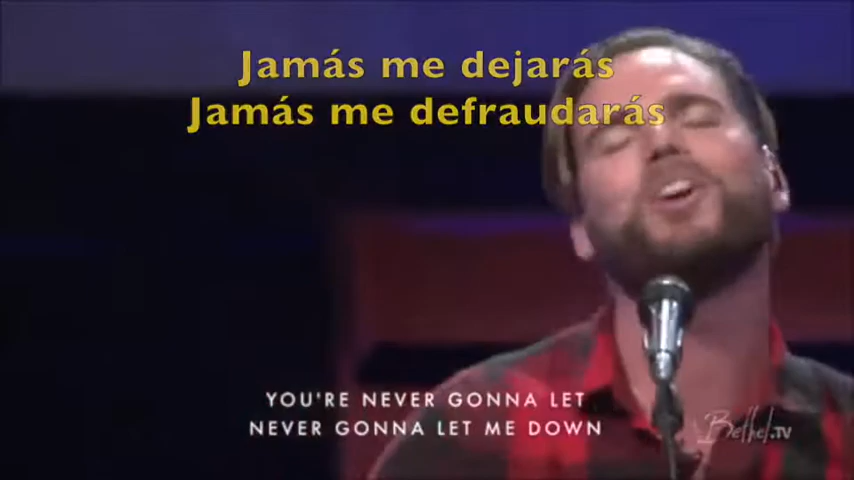 Jamás me dejarás
Jamás me defraudarás
YOU'RE NEVER GONNA LET
NEVER GONNA LET ME DOWN
Bethel.TV